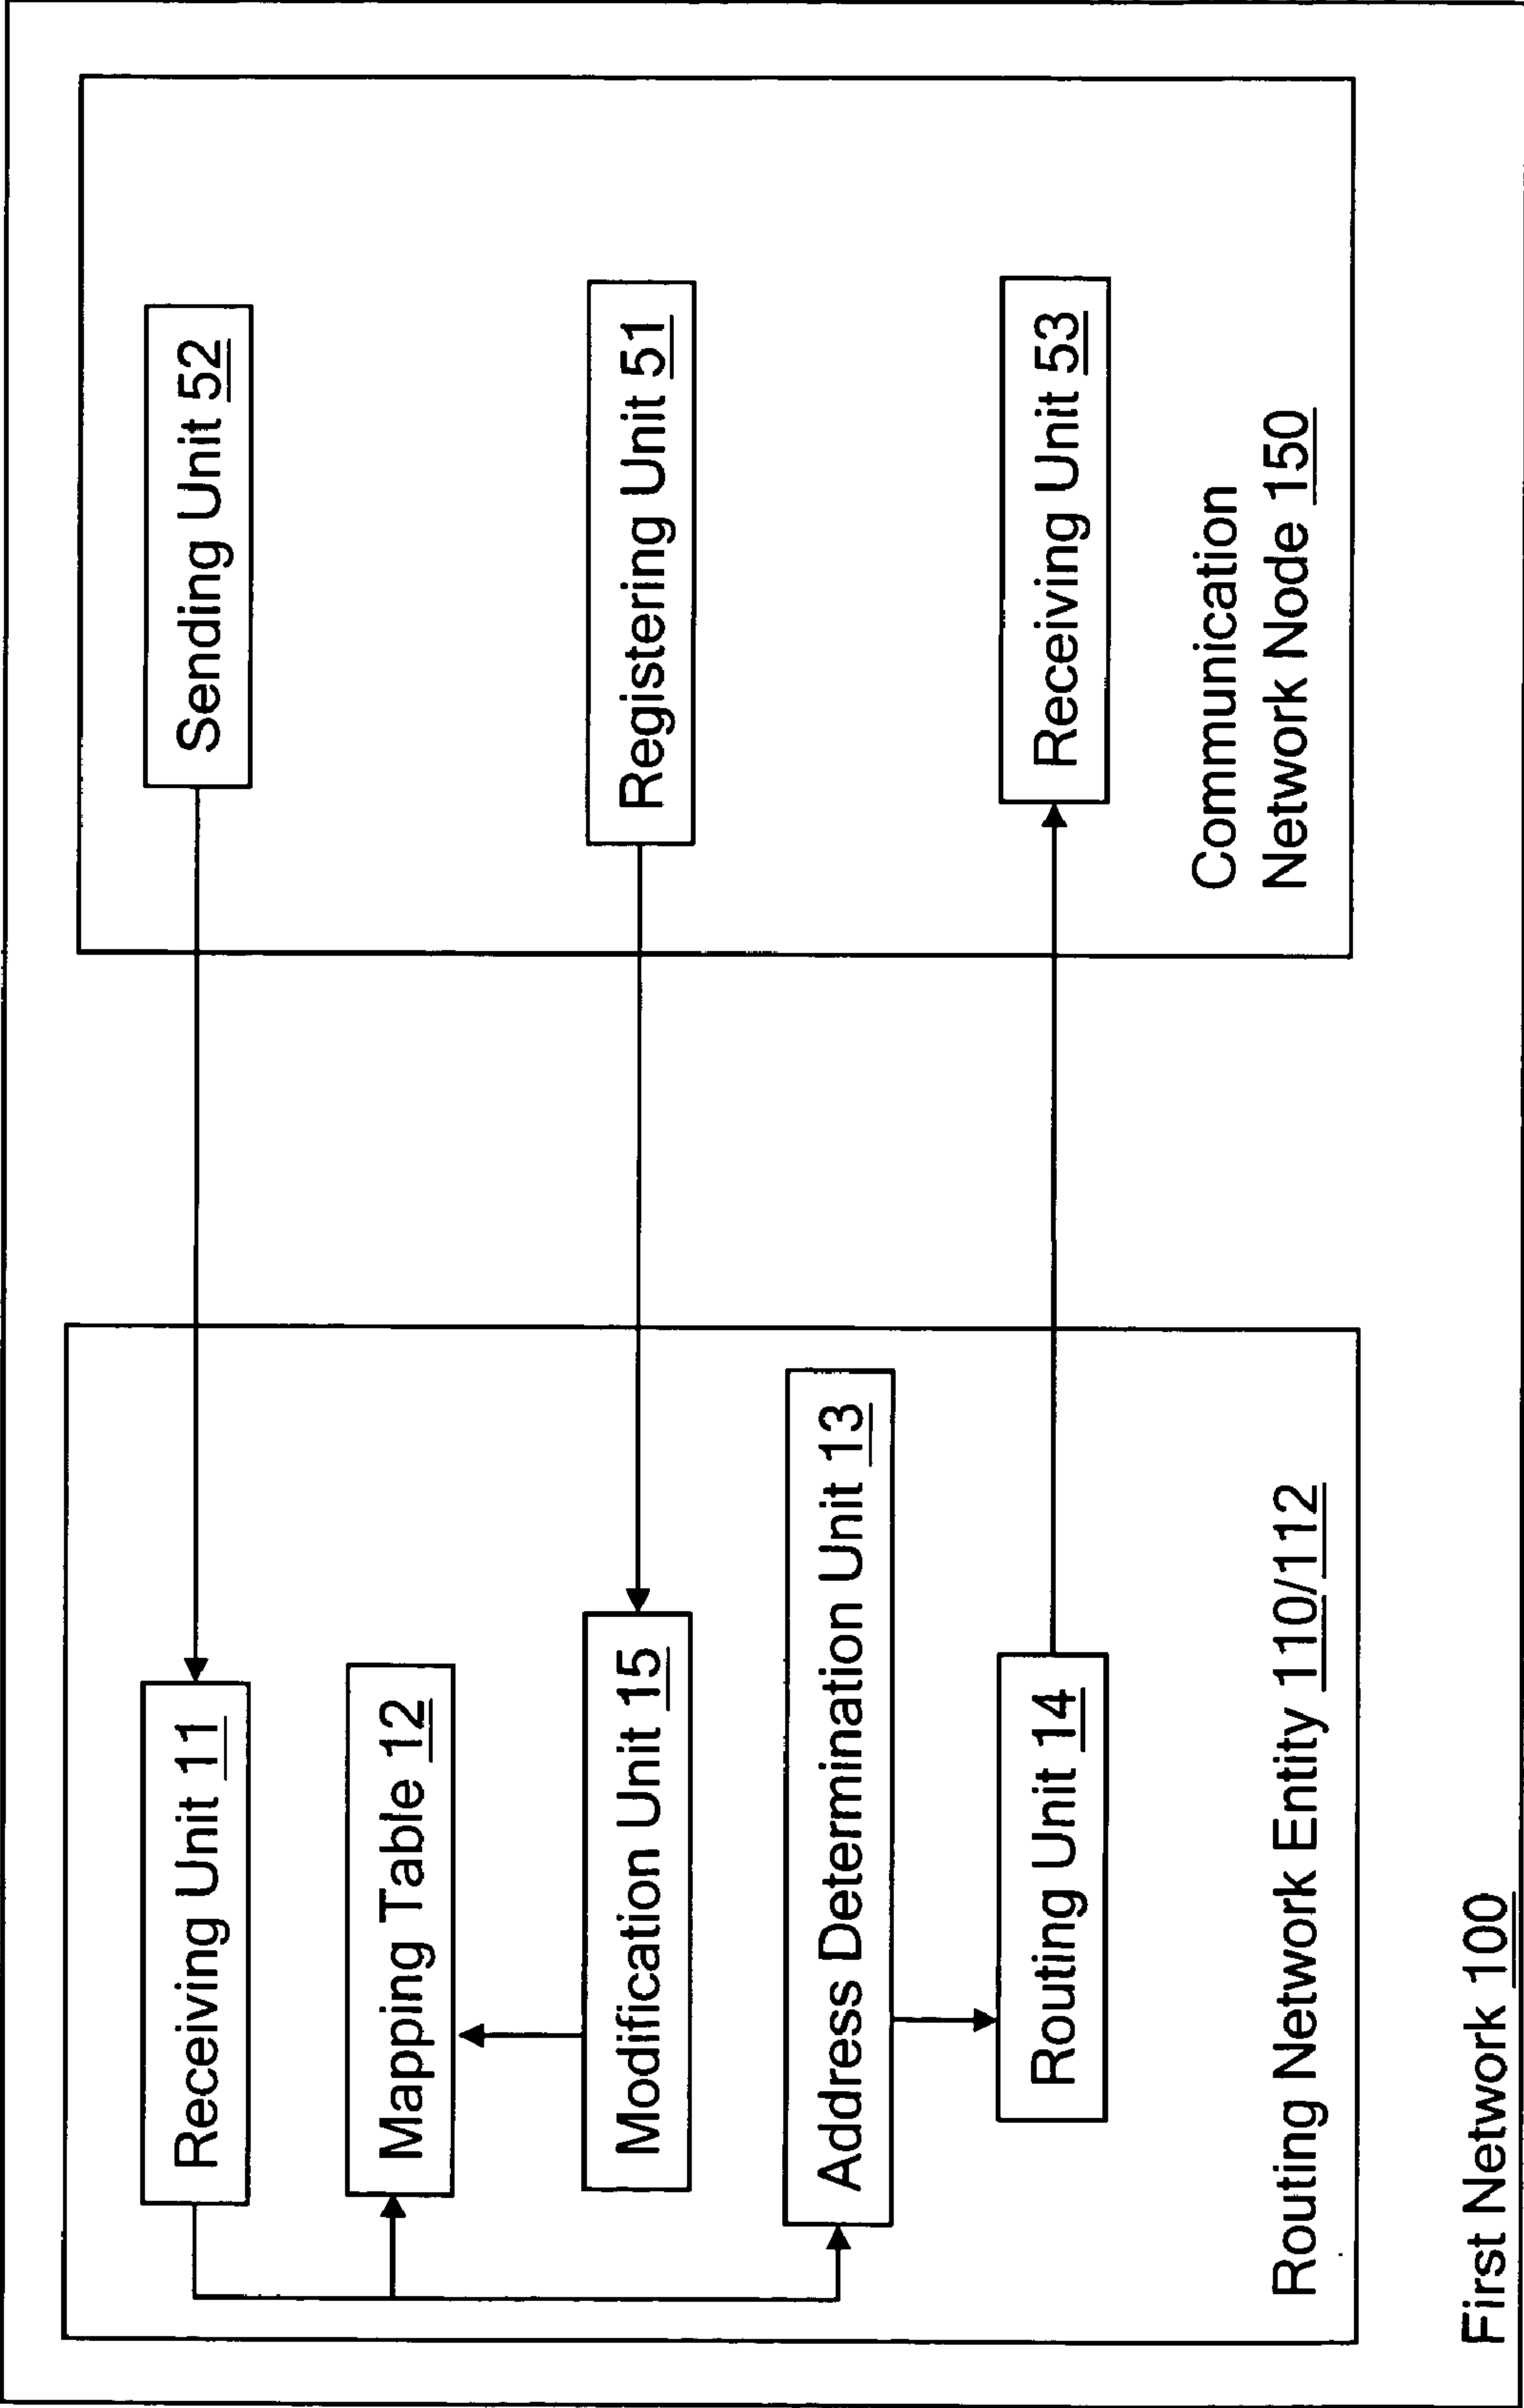 Receiving Unit 11
Mapping Table 12
Modification Unit 15
Address Determination Unit 13
Routing Unit 14
Routing Network Entity 110/112
Sending Unit 52
Registering Unit 51
Receiving Unit 53
Communication
Network Node 150
First Network 100